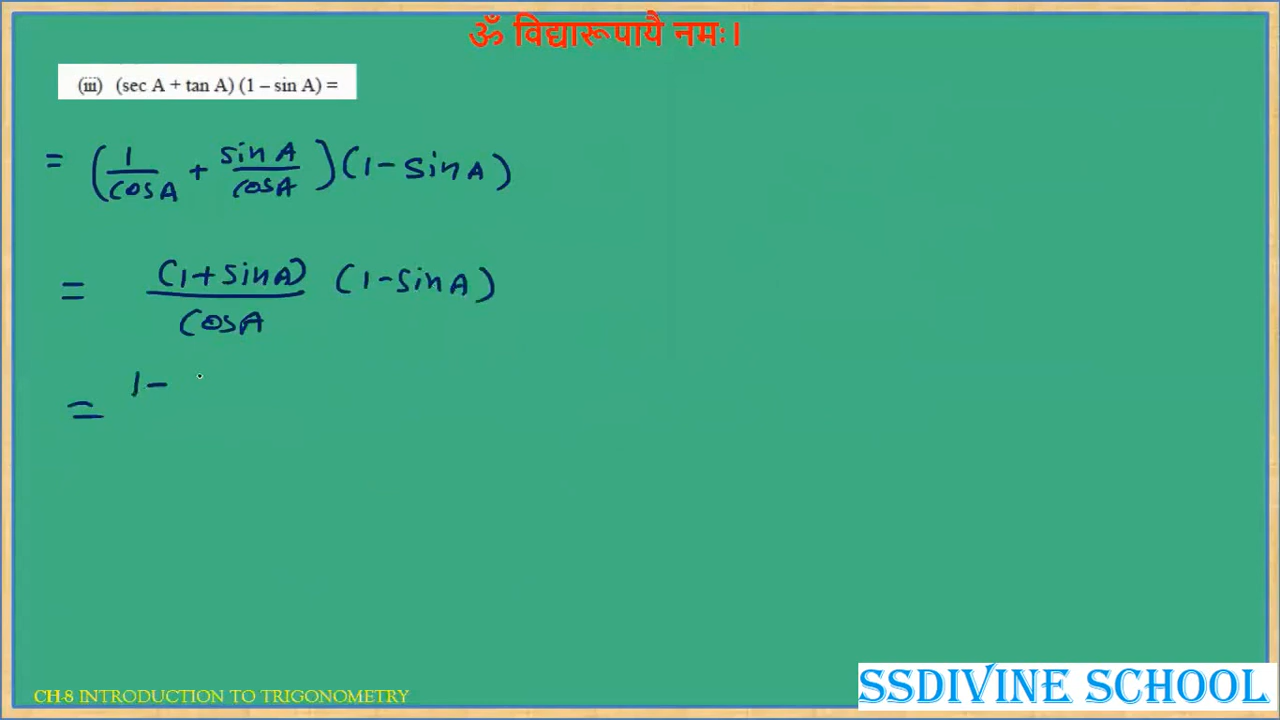 ॐ विद्यारूपायै नमः।
(iii) (sec A + tan A) (1 – sin A) =
= (1/cosA + sinA/cosA)(1 - sinA)
= (1+sinA)/cosA (1-sinA)
= 1-
CH-8 INTRODUCTION TO TRIGONOMETRY
SSDIVINE SCHOOL